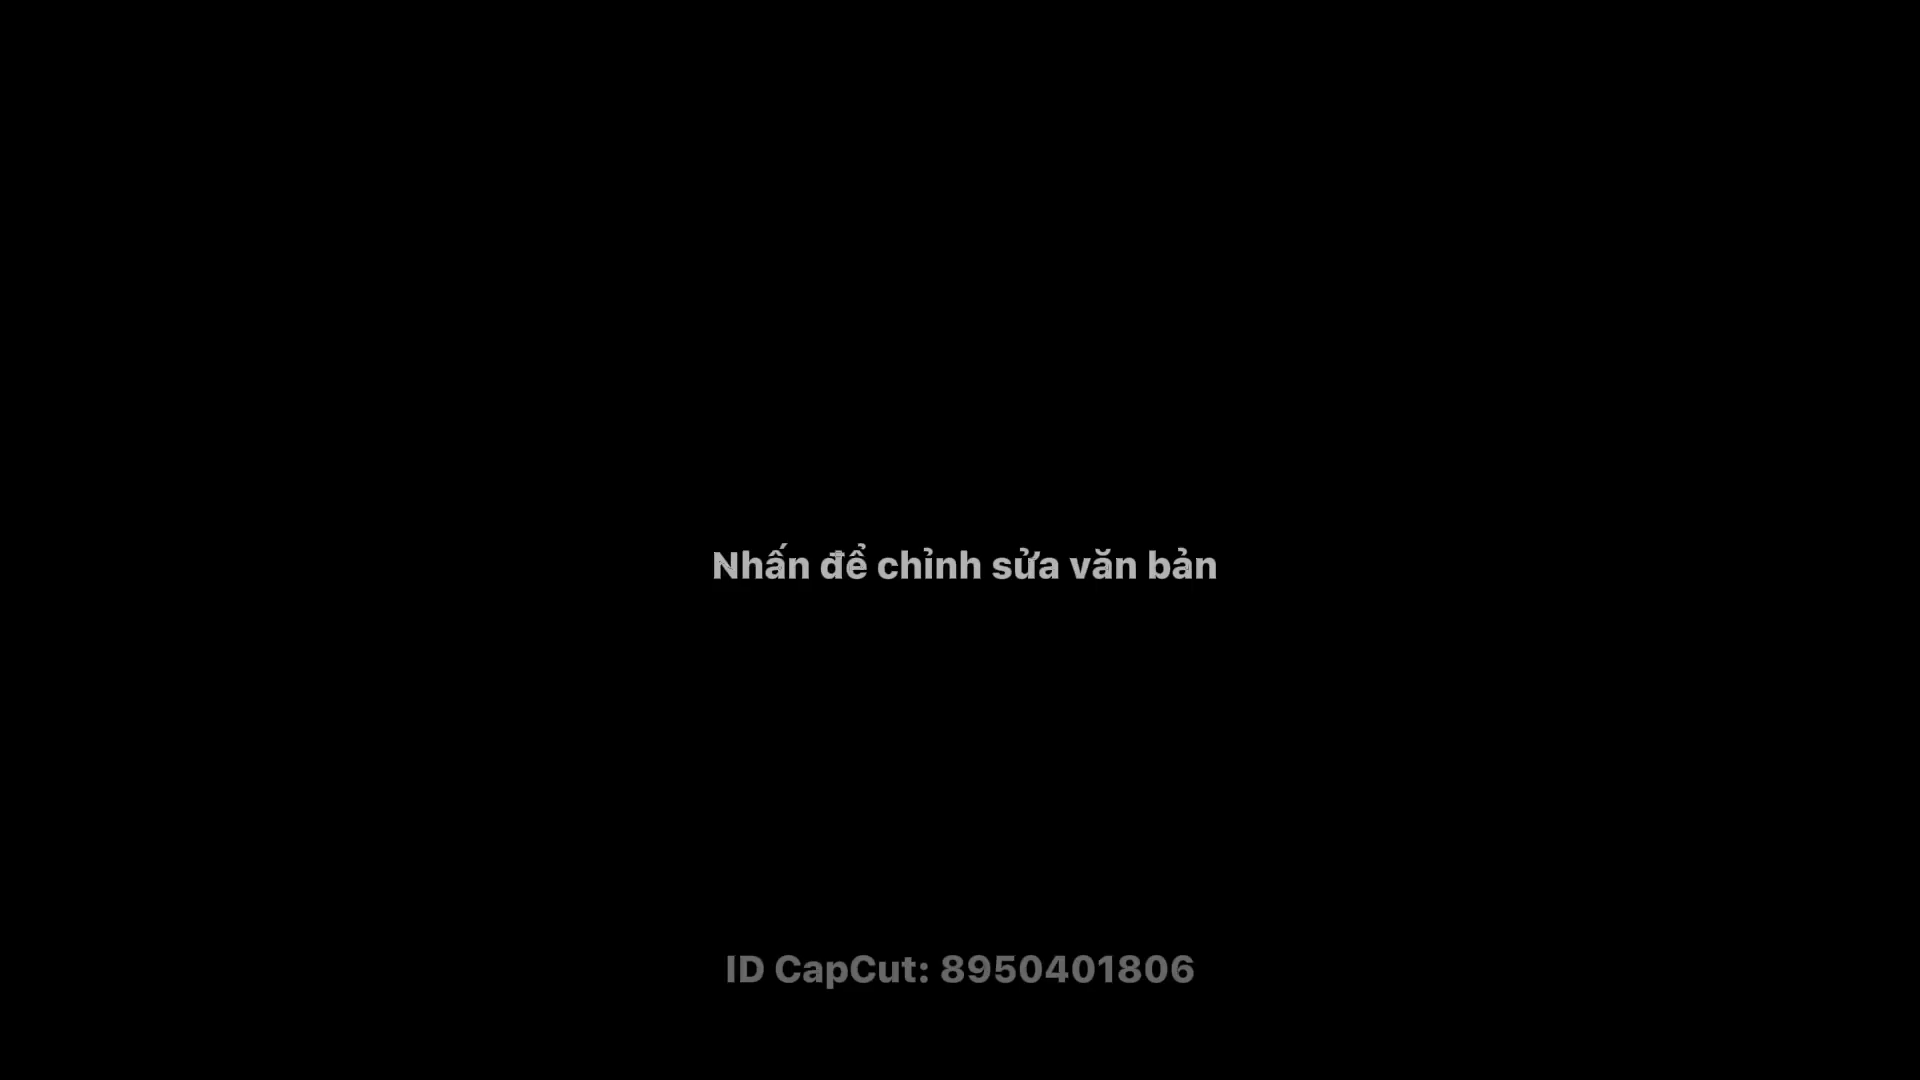 Nhấn để chỉnh sửa văn bản
ID CapCut: 8950401806